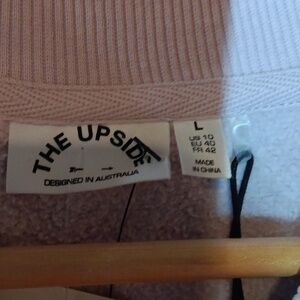 THE UPSIDE
DESIGNED IN AUSTRALIA
L
US 10
EU 40
FR 42
MADE
IN CHINA